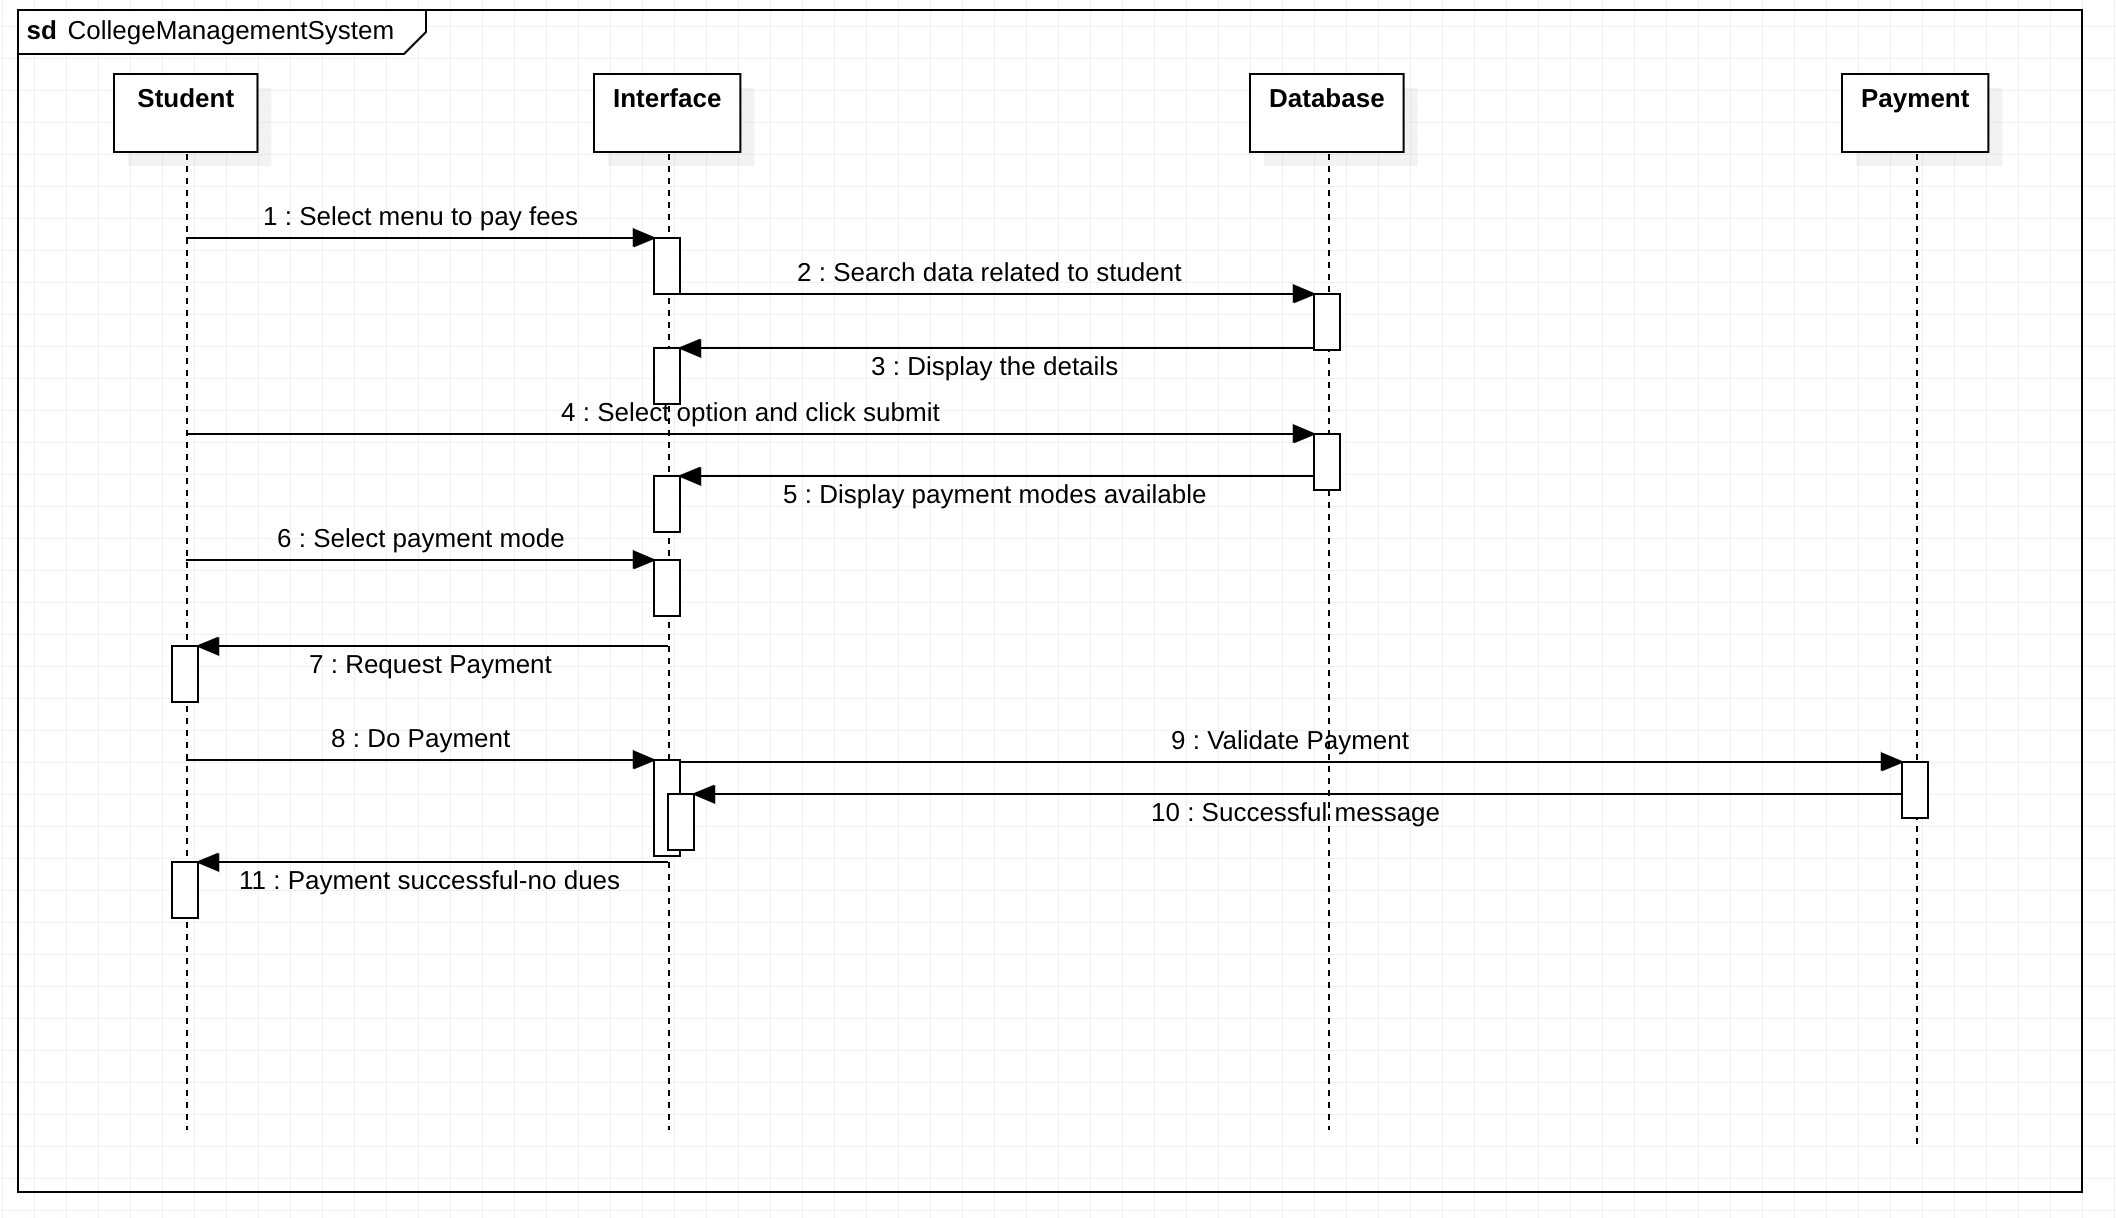 sd CollegeManagementSystem
Student
Interface
Database
Payment
1 : Select menu to pay fees
2 : Search data related to student
3 : Display the details
4 : Select option and click submit
5 : Display payment modes available
6 : Select payment mode
7 : Request Payment
8 : Do Payment
9 : Validate Payment
10 : Successful message
11 : Payment successful-no dues